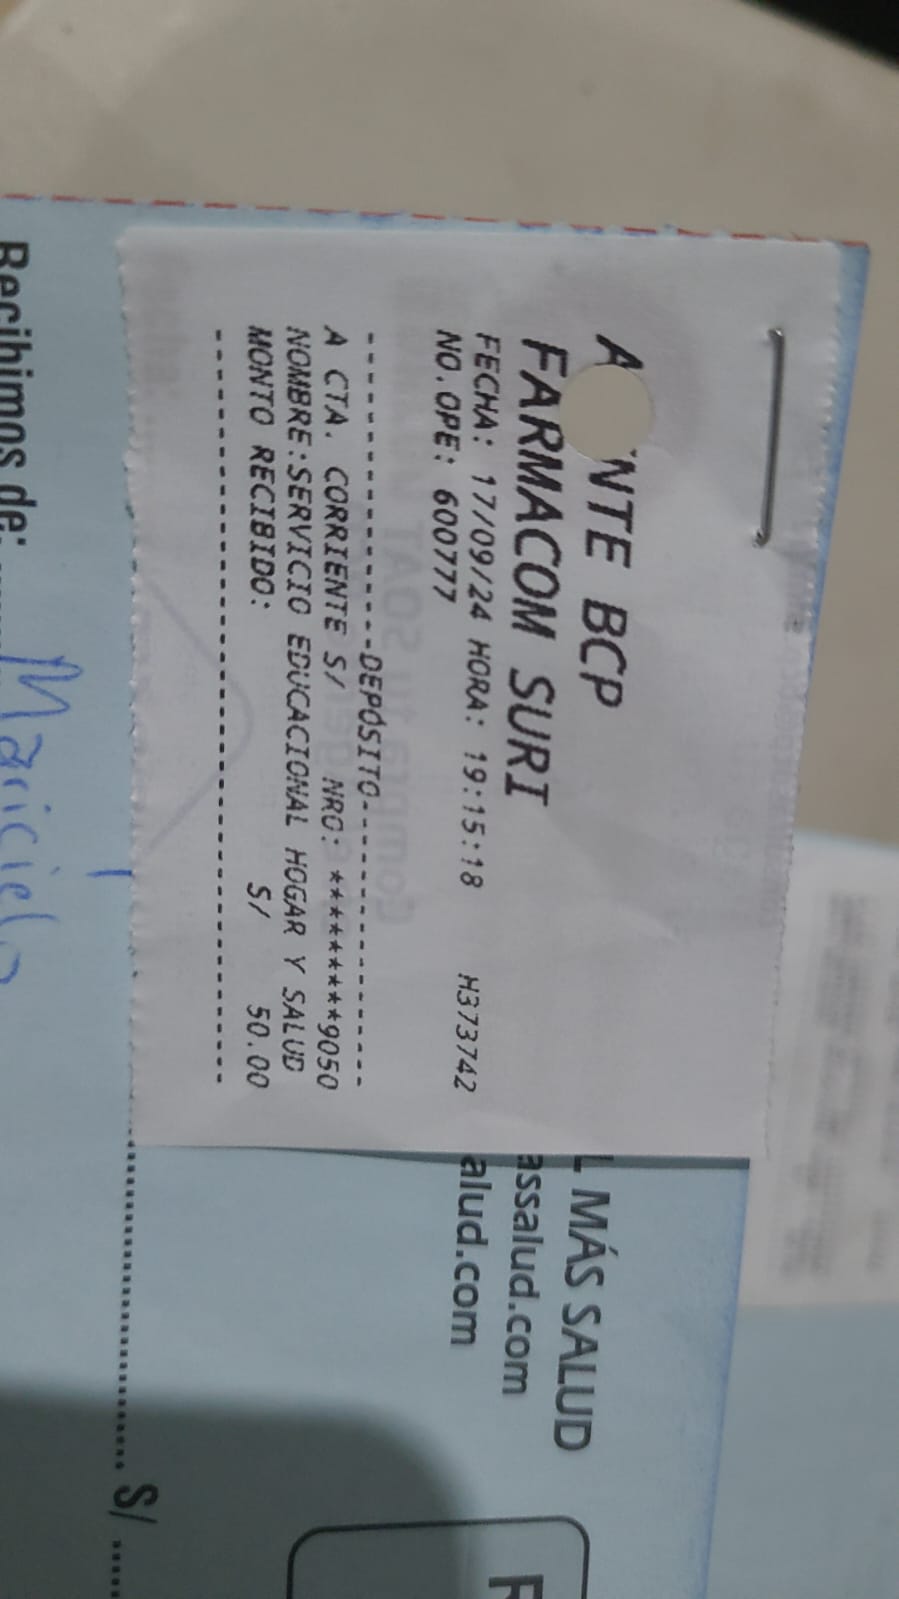 A NTE BCP
FARMACOM SURI
FECHA: 17/09/24 HORA: 19:15:18 H373742
NO.OPE: 600777
--------------------DEPÓSITO--------------------
A CTA. CORRIENTE S/ NRO: *********9050
NOMBRE:SERVICIO EDUCACIONAL HOGAR Y SALUD
MONTO RECIBIDO: S/ 50.00
L MÁS SALUD
assalud.com
alud.com
S/
Recibimos de: Maricielo